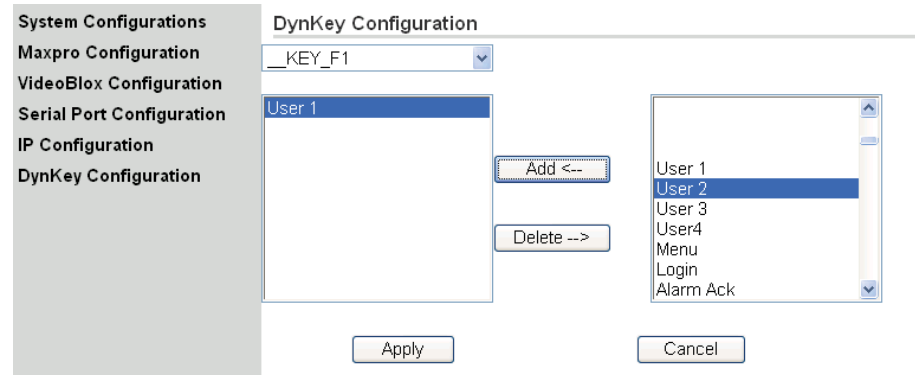 System Configurations
Maxpro Configuration
VideoBlox Configuration
Serial Port Configuration
IP Configuration
DynKey Configuration
DynKey Configuration
__KEY_F1
User 1
Add <--
Delete -->
User 1
User 2
User 3
User4
Menu
Login
Alarm Ack
Apply
Cancel